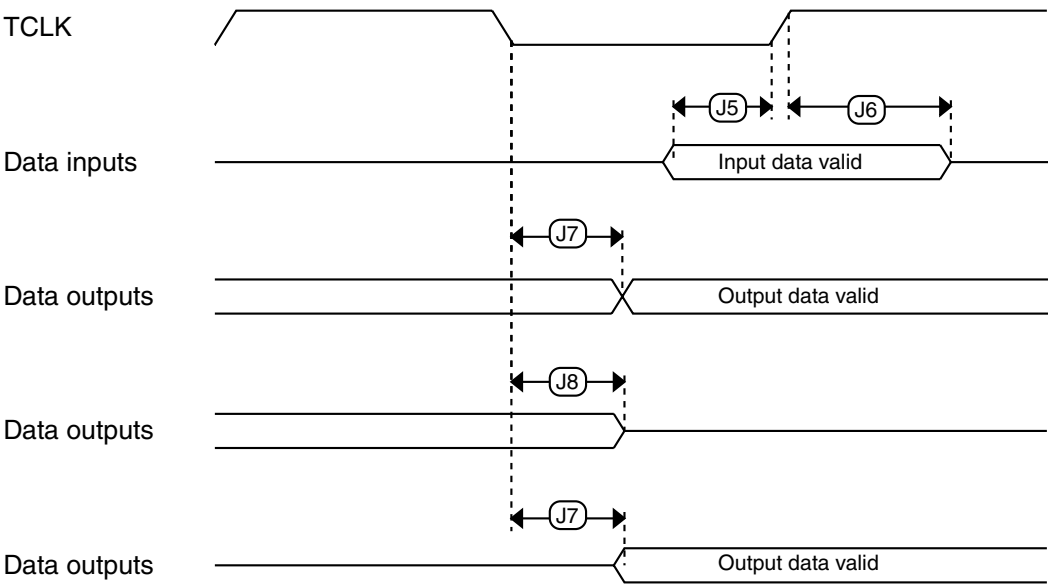 TCLK
J5
J6
Data inputs
Input data valid
J7
Data outputs
Output data valid
J8
Data outputs
J7
Data outputs
Output data valid